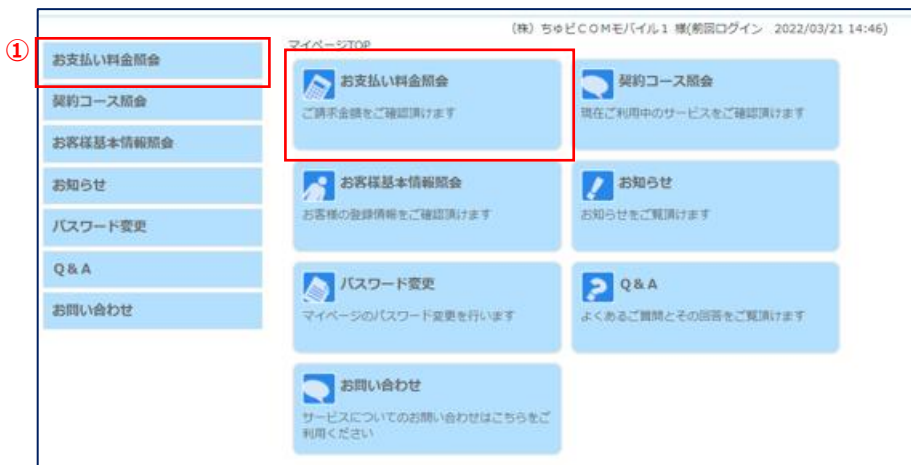 (株) ちゅピCOMモバイル1 様(前回ログイン 2022/03/21 14:46)
①
マイページTOP
お支払い料金照会
契約コース照会
お客様基本情報照会
お知らせ
パスワード変更
Q&A
お問い合わせ
お支払い料金照会
ご請求金額をご確認頂けます
契約コース照会
現在ご利用中のサービスをご確認頂けます
お客様基本情報照会
お客様の登録情報をご確認頂けます
お知らせ
お知らせをご覧頂けます
パスワード変更
マイページのパスワード変更を行います
Q&A
よくあるご質問とその回答をご覧頂けます
お問い合わせ
サービスについてのお問い合わせはこちらをご
利用ください